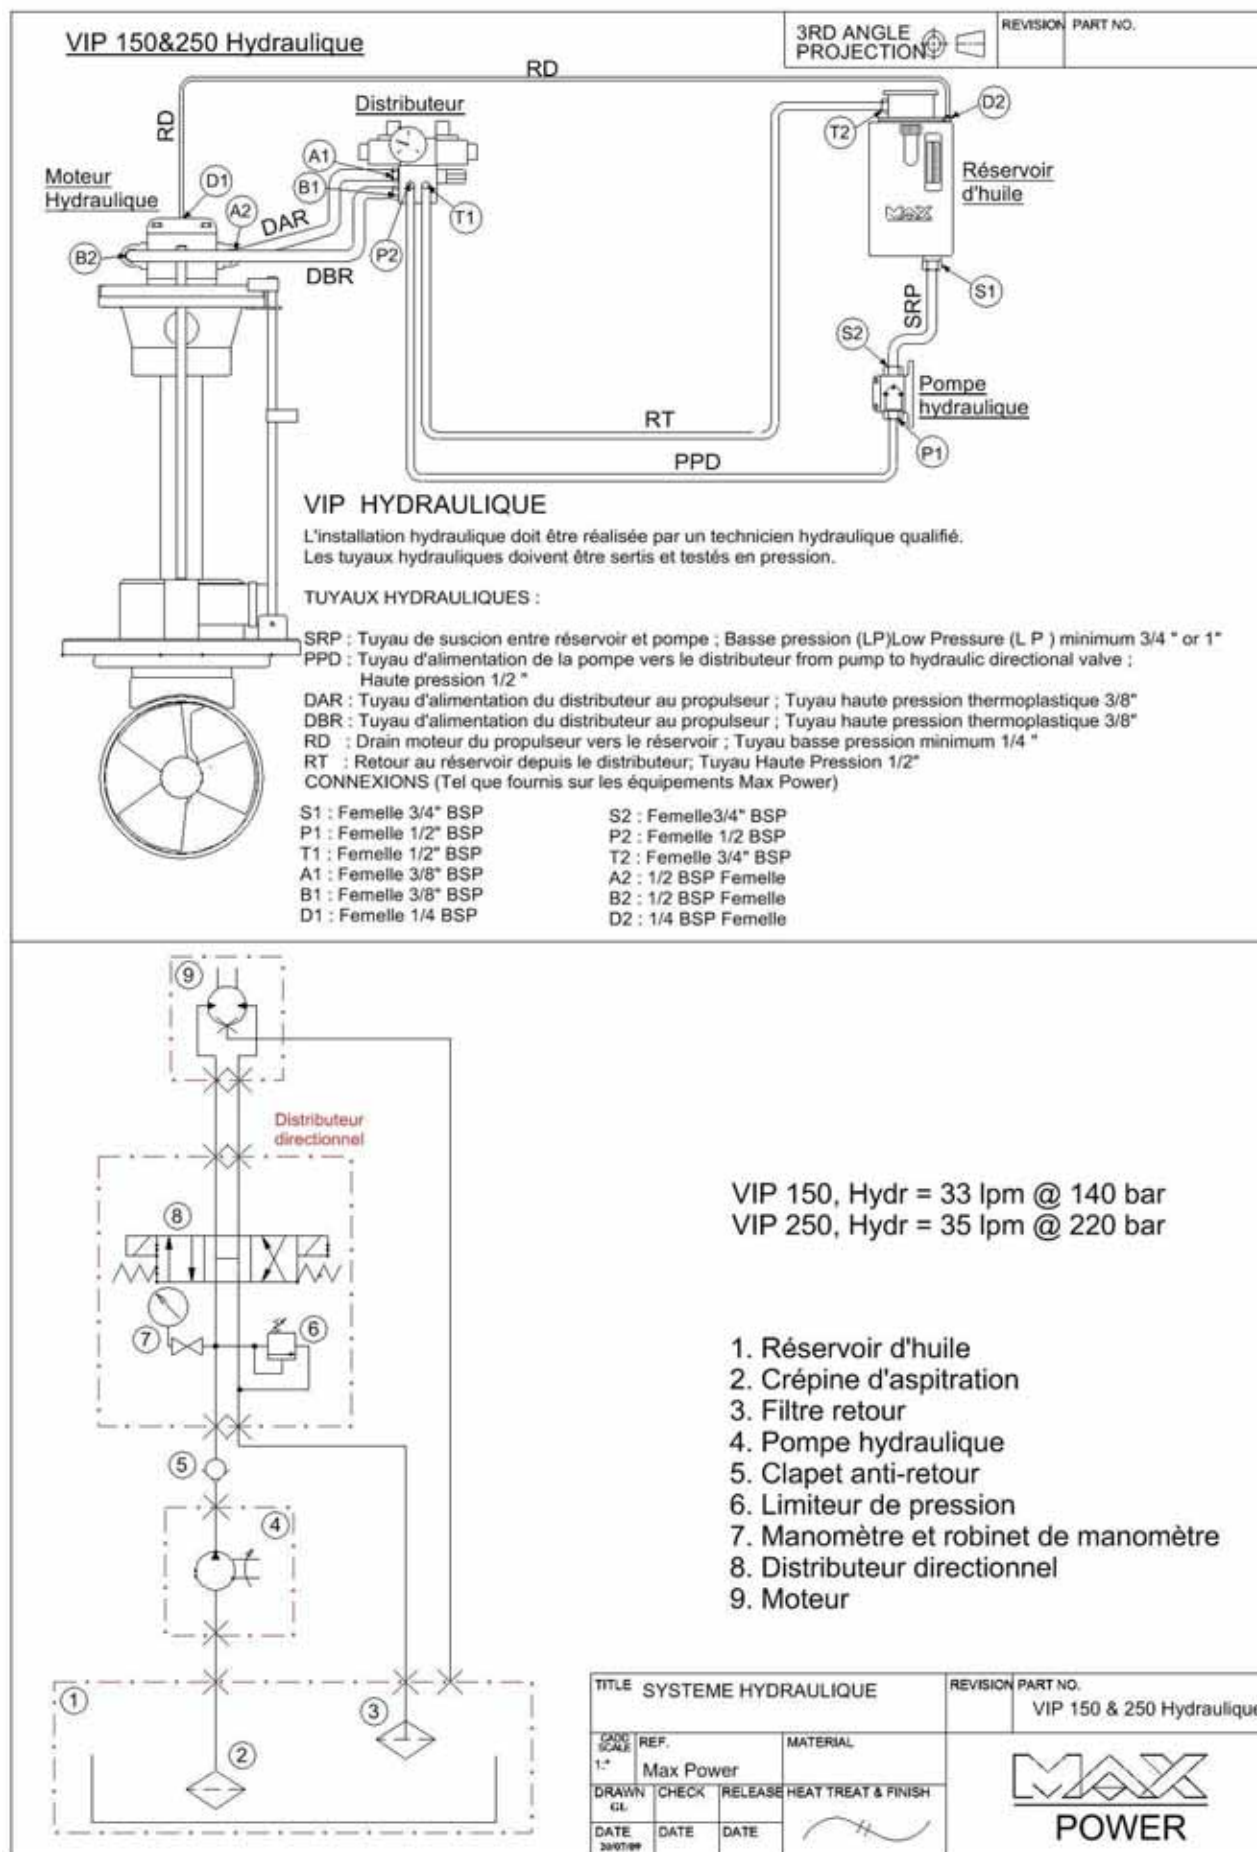 VIP 150&250 Hydraulique
3RD ANGLE
PROJECTION
REVISION
PART NO.
RD
RD
Distributeur
D2
T2
A1
Moteur
Hydraulique
D1
B1
Réservoir
d'huile
A2
DAR
T1
MAX
B2
P2
DBR
S1
SRP
S2
Pompe
hydraulique
RT
P1
PPD
VIP HYDRAULIQUE
L'installation hydraulique doit être réalisée par un technicien hydraulique qualifié.
Les tuyaux hydrauliques doivent être sertis et testés en pression.
TUYAUX HYDRAULIQUES :
SRP : Tuyau de suscion entre réservoir et pompe ; Basse pression (LP)Low Pressure (L P ) minimum 3/4 " or 1"
PPD : Tuyau d'alimentation de la pompe vers le distributeur from pump to hydraulic directional valve ;
Haute pression 1/2 "
DAR : Tuyau d'alimentation du distributeur au propulseur ; Tuyau haute pression thermoplastique 3/8"
DBR : Tuyau d'alimentation du distributeur au propulseur ; Tuyau haute pression thermoplastique 3/8"
RD : Drain moteur du propulseur vers le réservoir ; Tuyau basse pression minimum 1/4 "
RT : Retour au réservoir depuis le distributeur; Tuyau Haute Pression 1/2"
CONNEXIONS (Tel que fournis sur les équipements Max Power)
S1 : Femelle 3/4" BSP
P1 : Femelle 1/2" BSP
T1 : Femelle 1/2" BSP
A1 : Femelle 3/8" BSP
B1 : Femelle 3/8" BSP
D1 : Femelle 1/4 BSP
S2 : Femelle3/4" BSP
P2 : Femelle 1/2 BSP
T2 : Femelle 3/4" BSP
A2 : 1/2 BSP Femelle
B2 : 1/2 BSP Femelle
D2 : 1/4 BSP Femelle
9
Distributeur
directionnel
8
7
6
5
4
1
3
2
VIP 150, Hydr = 33 lpm @ 140 bar
VIP 250, Hydr = 35 lpm @ 220 bar
1. Réservoir d'huile
2. Crépine d'aspitration
3. Filtre retour
4. Pompe hydraulique
5. Clapet anti-retour
6. Limiteur de pression
7. Manomètre et robinet de manomètre
8. Distributeur directionnel
9. Moteur
TITLE SYSTEME HYDRAULIQUE
REVISION
PART NO.
VIP 150 & 250 Hydraulique
CADD SCALE
1:*
REF.
Max Power
MATERIAL
DRAWN
GL
CHECK
RELEASE
HEAT TREAT & FINISH
DATE
20/07/09
DATE
DATE
MAX
POWER